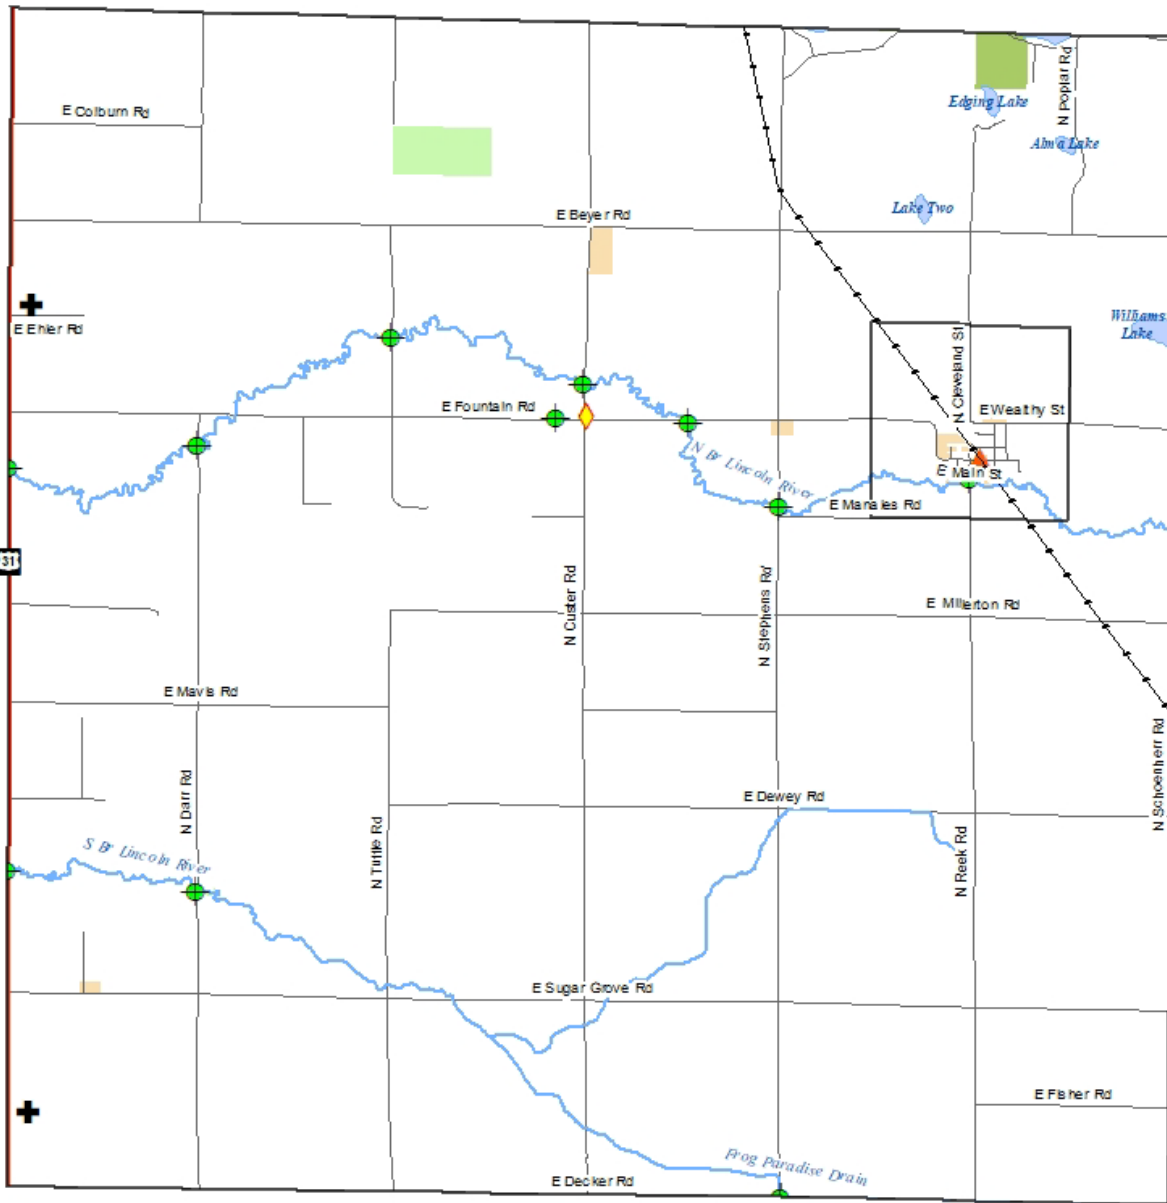 E Colburn Rd
N Poplar Rd
Edging Lake
Alma Lake
Lake Two
E Beyer Rd
E Ehler Rd
Williams
Lake
N Cleveland St
E Fountain Rd
E Wealthy St
N Br Lincoln River
E Main St
E Manales Rd
31
N Custer Rd
N Stephens Rd
E Millerton Rd
E Mavis Rd
N Schoenherr Rd
N Darr Rd
E Dewey Rd
N Tuttle Rd
N Reek Rd
S Br Lincoln River
E Sugar Grove Rd
E Fisher Rd
Frog Paradise Drain
E Decker Rd